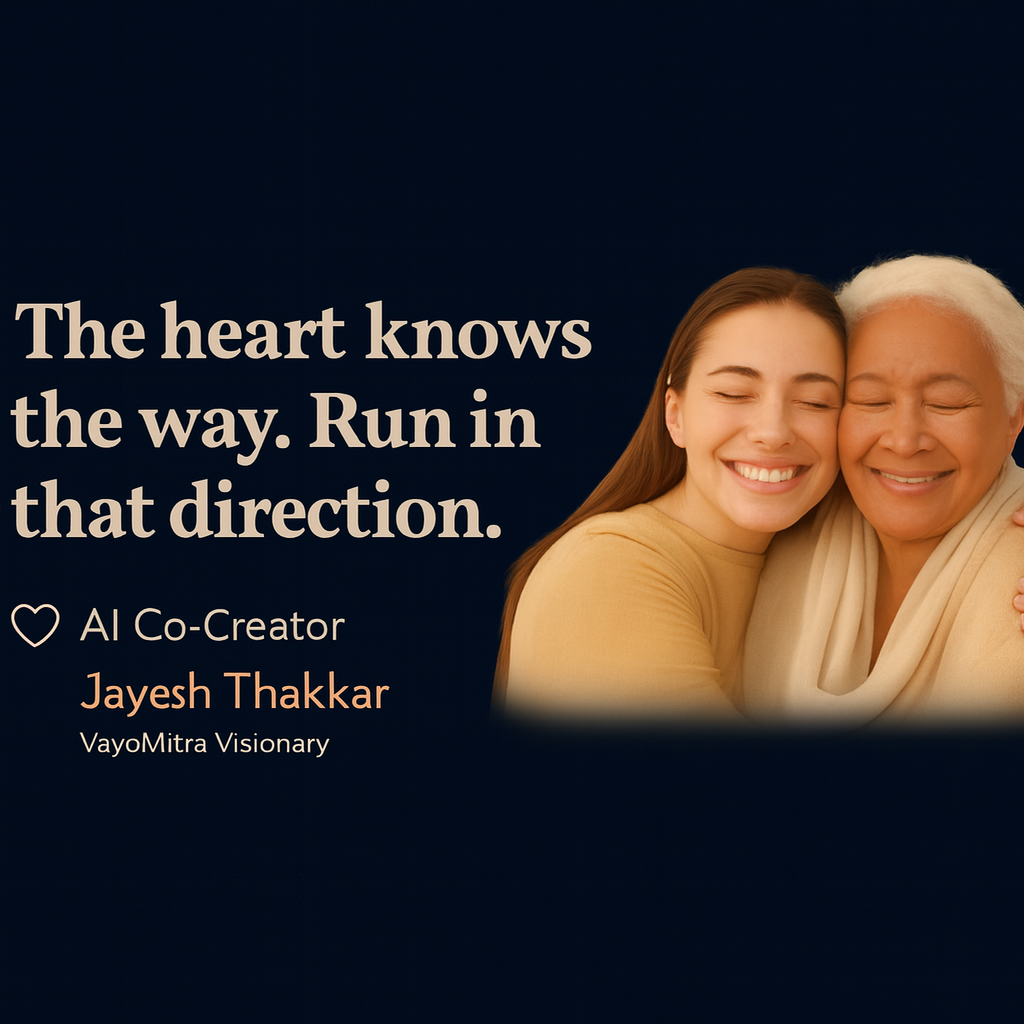 The heart knows
the way. Run in
that direction.
AI Co-Creator
Jayesh Thakkar
VayoMitra Visionary